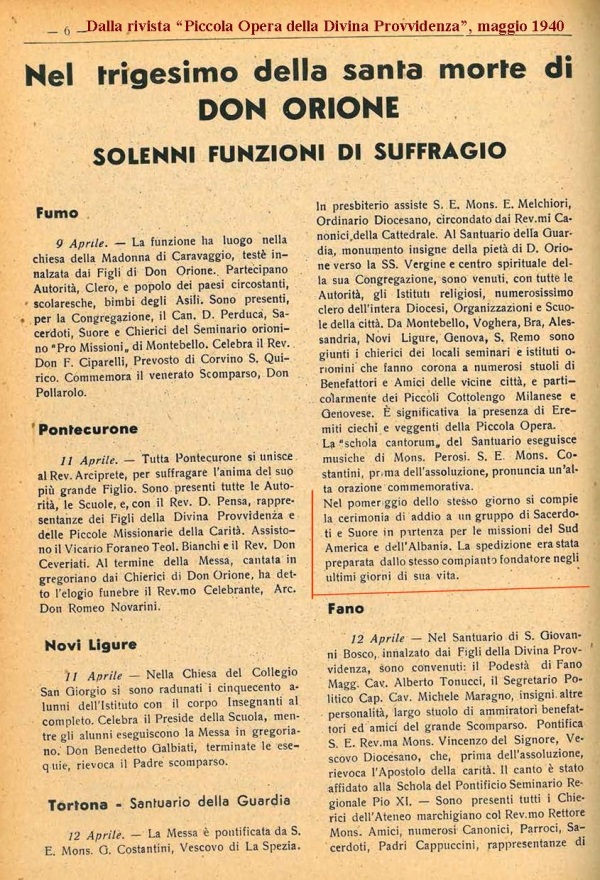 — 6 — Dalla rivista “Piccola Opera della Divina Provvidenza”, maggio 1940
Nel trigesimo della santa morte di
DON ORIONE
SOLENNI FUNZIONI DI SUFFRAGIO
Fumo
9 Aprile. — La funzione ha luogo nella
chiesa della Madonna di Caravaggio, testè in-
nalzata dai Figli di Don Orione. Partecipano
Autorità, Clero, e popolo dei paesi circostanti,
scolaresche, bimbi degli Asili. Sono presenti,
per la Congregazione, il Can. D. Perduca, Sa-
cerdoti, Suore e Chierici del Seminario orioni-
no "Pro Missioni, di Montebello. Celebra il Rev.
Don F. Ciparelli, Prevosto di Corvino S. Qui-
rico. Commemora il venerato Scomparso, Don
Pollarolo.
Pontecurone
11 Aprile. — Tutta Pontecurone si unisce
al Rev. Arciprete, per suffragare l'anima del suo
più grande Figlio. Sono presenti tutte le Auto-
rità, le Scuole, e, con il Rev. D. Pensa, rappre-
sentanze dei Figli della Divina Provvidenza e
delle Piccole Missionarie della Carità. Assisto-
no il Vicario Foraneo Teol. Bianchi e il Rev. Don
Ceveriati. Al termine della Messa, cantata in
gregoriano dai Chierici di Don Orione, ha det-
to l'elogio funebre il Rev.mo Celebrante, Arc.
Don Romeo Novarini.
Novi Ligure
11 Aprile — Nella Chiesa del Collegio
San Giorgio si sono radunati i cinquecento a-
lunni dell'Istituto con il corpo Insegnanti al
completo. Celebra il Preside della Scuola, men-
tre gli alunni eseguiscono la Messa in gregoria-
no. Don Benedetto Galbiati, terminate le ese-
quie, rievoca il Padre scomparso.
Tortona - Santuario della Guardia
12 Aprile. — La Messa è pontificata da S.
E. Mons. G. Costantini, Vescovo di La Spezia.
In presbiterio assiste S. E. Mons. E. Melchiori,
Ordinario Diocesano, circondato dai Rev.mi Ca-
nonici della Cattedrale. Al Santuario della Guar-
dia, monumento insigne della pietà di D. Orio-
ne verso la SS. Vergine e centro spirituale del-
la sua Congregazione, sono venuti, con tutte le
Autorità, gli Istituti religiosi, numerosissimo
clero dell'intera Diocesi, Organizzazioni e Scuo-
le della città. Da Montebello, Voghera, Bra, Ales-
sandria, Novi Ligure, Genova, S. Remo sono
giunti i chierici dei locali seminari e istituti o-
rionini che fanno corona a numerosi stuoli di
Benefattori e Amici delle vicine città, e parti-
colarmente dei Piccoli Cottolengo Milanese e
Genovese. È significativa la presenza di Ere-
miti ciechi e veggenti della Piccola Opera.
La "schola cantorum„ del Santuario eseguisce
musiche di Mons. Perosi. S. E. Mons. Co-
stantini, prima dell'assoluzione, pronuncia un'al-
ta orazione commemorativa.
Nel pomeriggio dello stesso giorno si compie
la cerimonia di addio a un gruppo di Sacerdo-
ti e Suore in partenza per le missioni del Sud
America e dell'Albania. La spedizione era stata
preparata dallo stesso compianto fondatore negli
ultimi giorni di sua vita.
Fano
12 Aprile — Nel Santuario di S. Giovan-
ni Bosco, innalzato dai Figli della Divina Prov-
videnza, sono convenuti: il Podestà di Fano
Magg. Cav. Alberto Tonucci, il Segretario Po-
litico Cap. Cav. Michele Maragno, insigni altre
personalità, largo stuolo di ammiratori benefat-
tori ed amici del grande Scomparso. Pontifica
S. E. Rev.ma Mons. Vincenzo del Signore, Ve-
scovo Diocesano, che, prima dell'assoluzione,
rievoca l'Apostolo della carità. Il canto è stato
affidato alla Schola del Pontificio Seminario Re-
gionale Pio XI. — Sono presenti tutti i Chie-
rici dell'Ateneo marchigiano col Rev.mo Rettore
Mons. Amici, numerosi Canonici, Parroci, Sa-
cerdoti, Padri Cappuccini, rappresentanze di